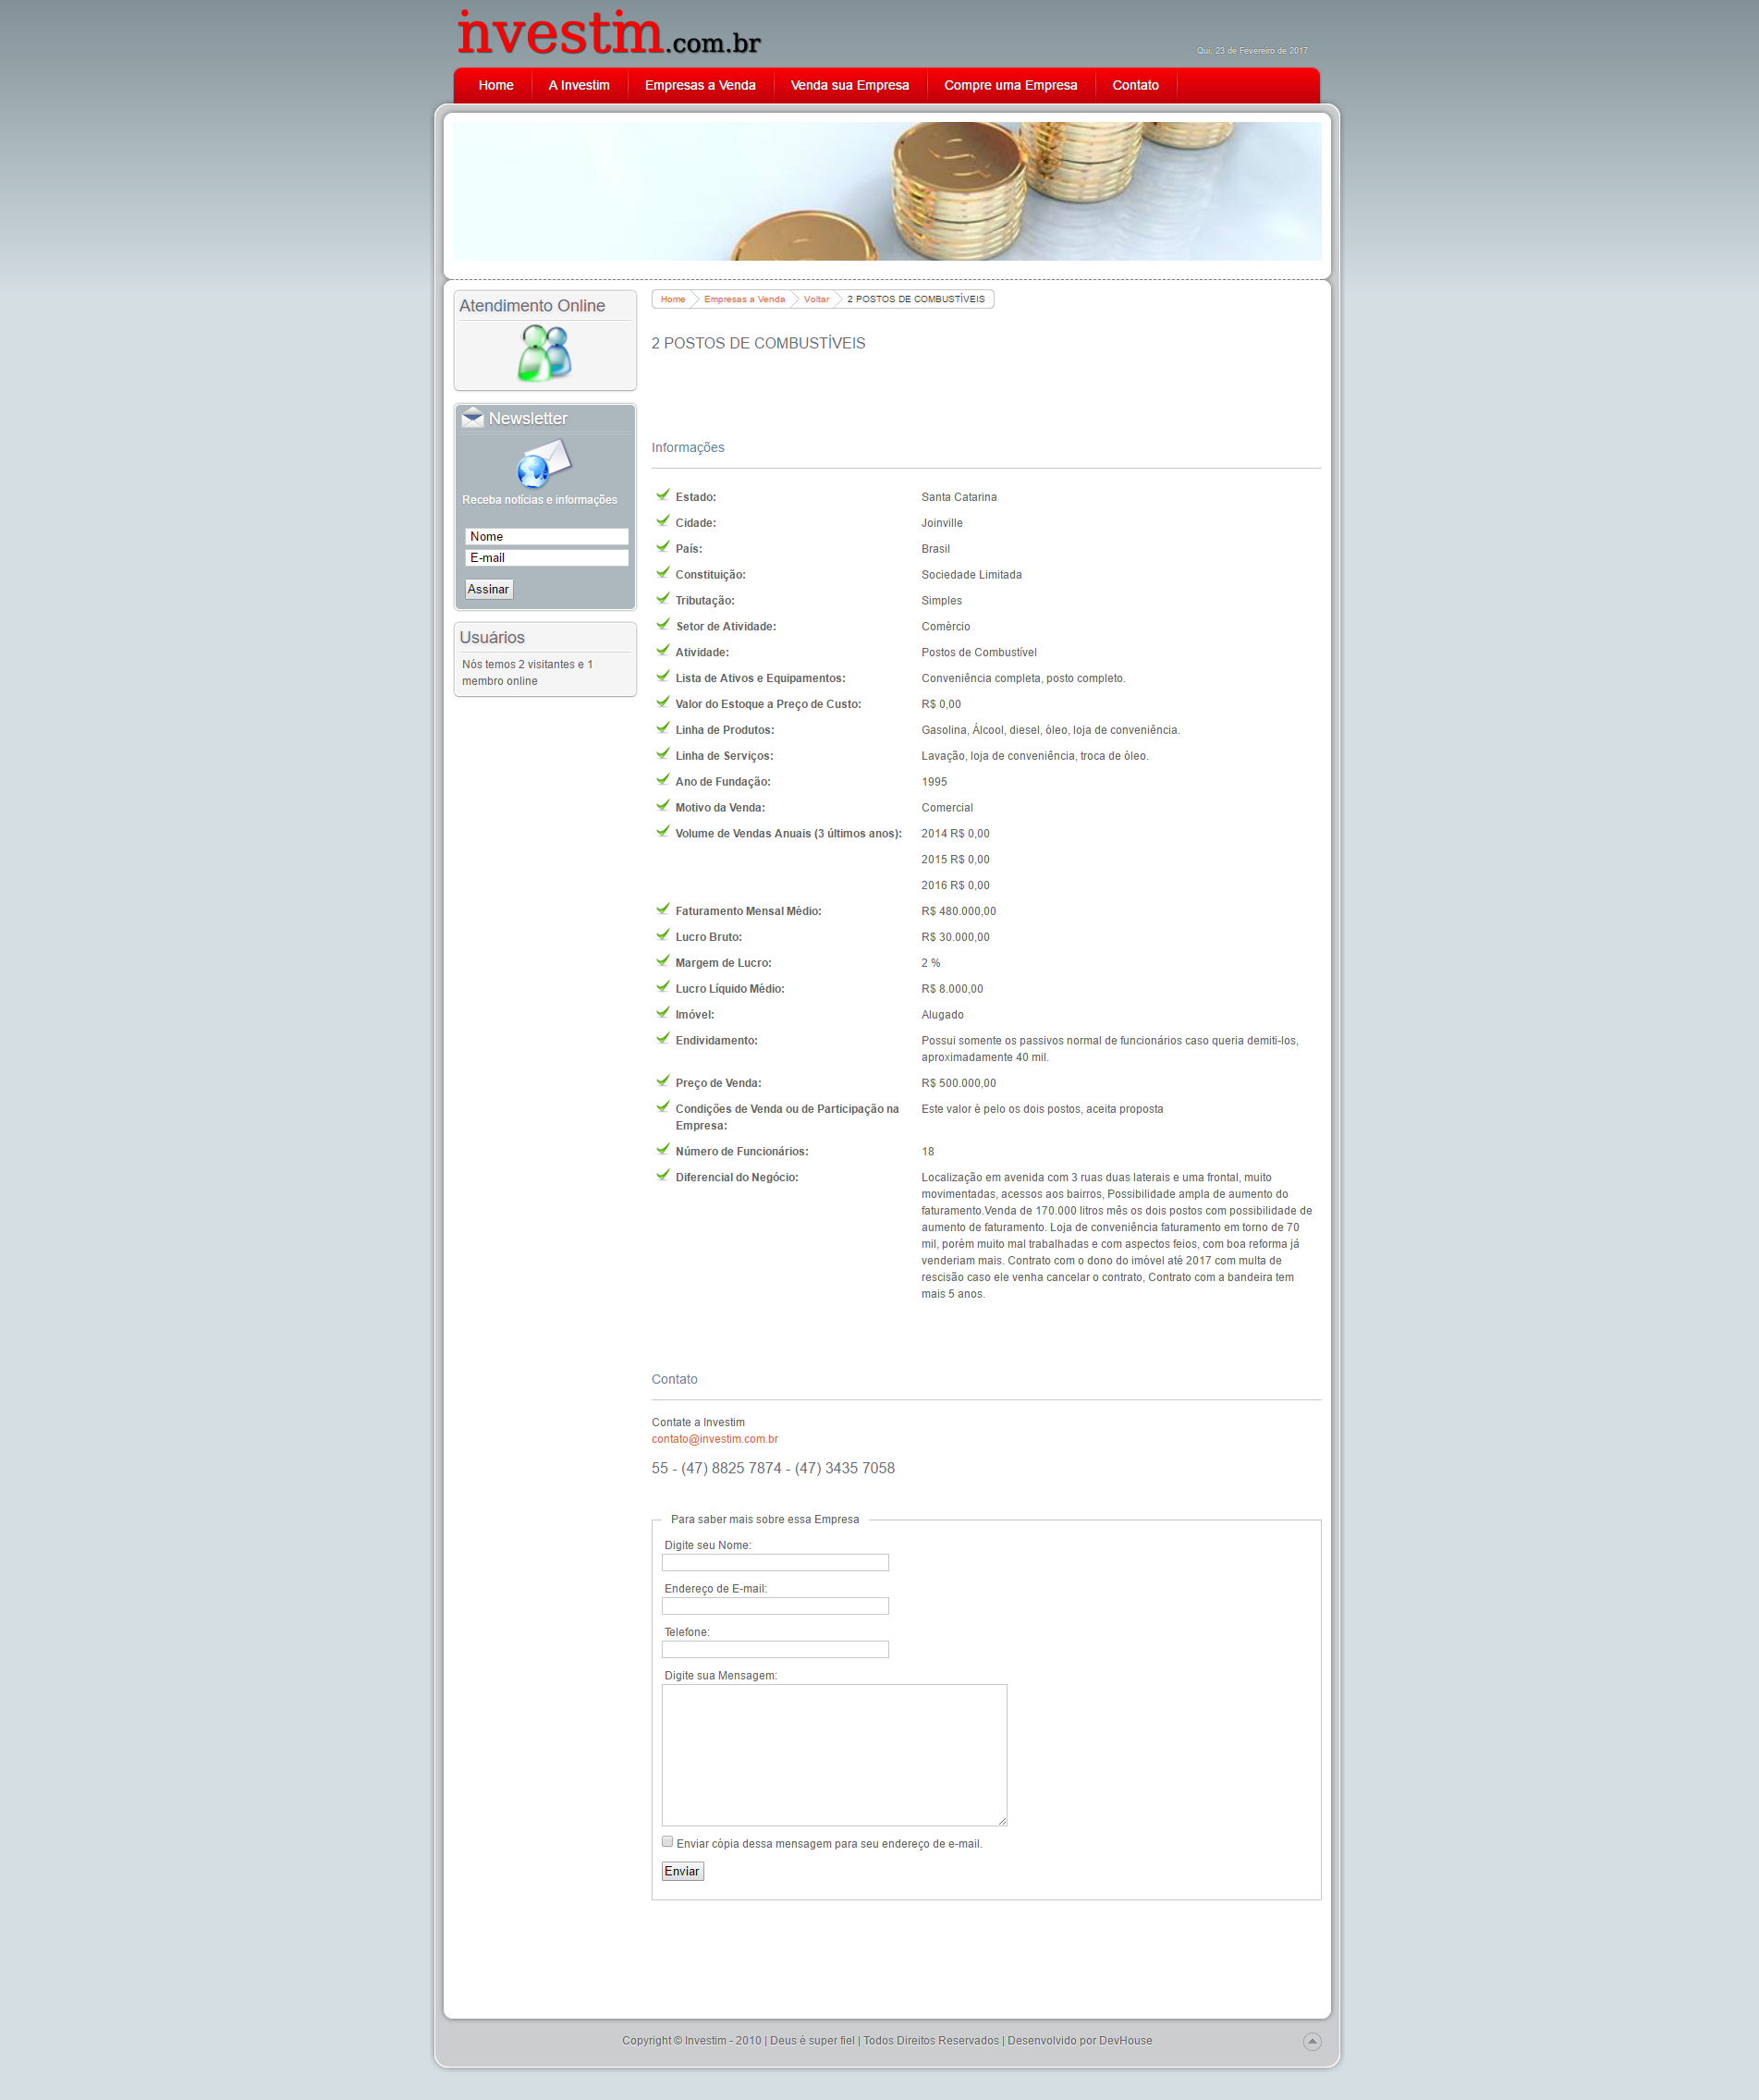 investim.com.br
Qui, 23 de Fevereiro de 2017
Home A Investim Empresas a Venda Venda sua Empresa Compre uma Empresa Contato
Atendimento Online
Newsletter
Receba notícias e informações
Nome
E-mail
Assinar
Usuários
Nós temos 2 visitantes e 1
membro online
Home Empresas a Venda Voltar 2 POSTOS DE COMBUSTÍVEIS
2 POSTOS DE COMBUSTÍVEIS
Informações
Estado: Santa Catarina
Cidade: Joinville
País: Brasil
Constituição: Sociedade Limitada
Tributação: Simples
Setor de Atividade: Comércio
Atividade: Postos de Combustível
Lista de Ativos e Equipamentos: Conveniência completa, posto completo.
Valor do Estoque a Preço de Custo: R$ 0,00
Linha de Produtos: Gasolina, Álcool, diesel, óleo, loja de conveniência.
Linha de Serviços: Lavação, loja de conveniência, troca de óleo.
Ano de Fundação: 1995
Motivo da Venda: Comercial
Volume de Vendas Anuais (3 últimos anos): 2014 R$ 0,00
2015 R$ 0,00
2016 R$ 0,00
Faturamento Mensal Médio: R$ 480.000,00
Lucro Bruto: R$ 30.000,00
Margem de Lucro: 2 %
Lucro Líquido Médio: R$ 8.000,00
Imóvel: Alugado
Endividamento: Possui somente os passivos normal de funcionários caso queria demiti-los,
aproximadamente 40 mil.
Preço de Venda: R$ 500.000,00
Condições de Venda ou de Participação na Este valor é pelo os dois postos, aceita proposta
Empresa:
Número de Funcionários: 18
Diferencial do Negócio: Localização em avenida com 3 ruas duas laterais e uma frontal, muito
movimentadas, acessos aos bairros, Possibilidade ampla de aumento do
faturamento.Venda de 170.000 litros mês os dois postos com possibilidade de
aumento de faturamento. Loja de conveniência faturamento em torno de 70
mil, porém muito mal trabalhadas e com aspectos feios, com boa reforma já
venderiam mais. Contrato com o dono do imóvel até 2017 com multa de
rescisão caso ele venha cancelar o contrato, Contrato com a bandeira tem
mais 5 anos.
Contato
Contate a Investim
contato@investim.com.br
55 - (47) 8825 7874 - (47) 3435 7058
Para saber mais sobre essa Empresa
Digite seu Nome:
Endereço de E-mail:
Telefone:
Digite sua Mensagem:
Enviar cópia dessa mensagem para seu endereço de e-mail.
Enviar
Copyright © Investim - 2010 | Deus é super fiel | Todos Direitos Reservados | Desenvolvido por DevHouse